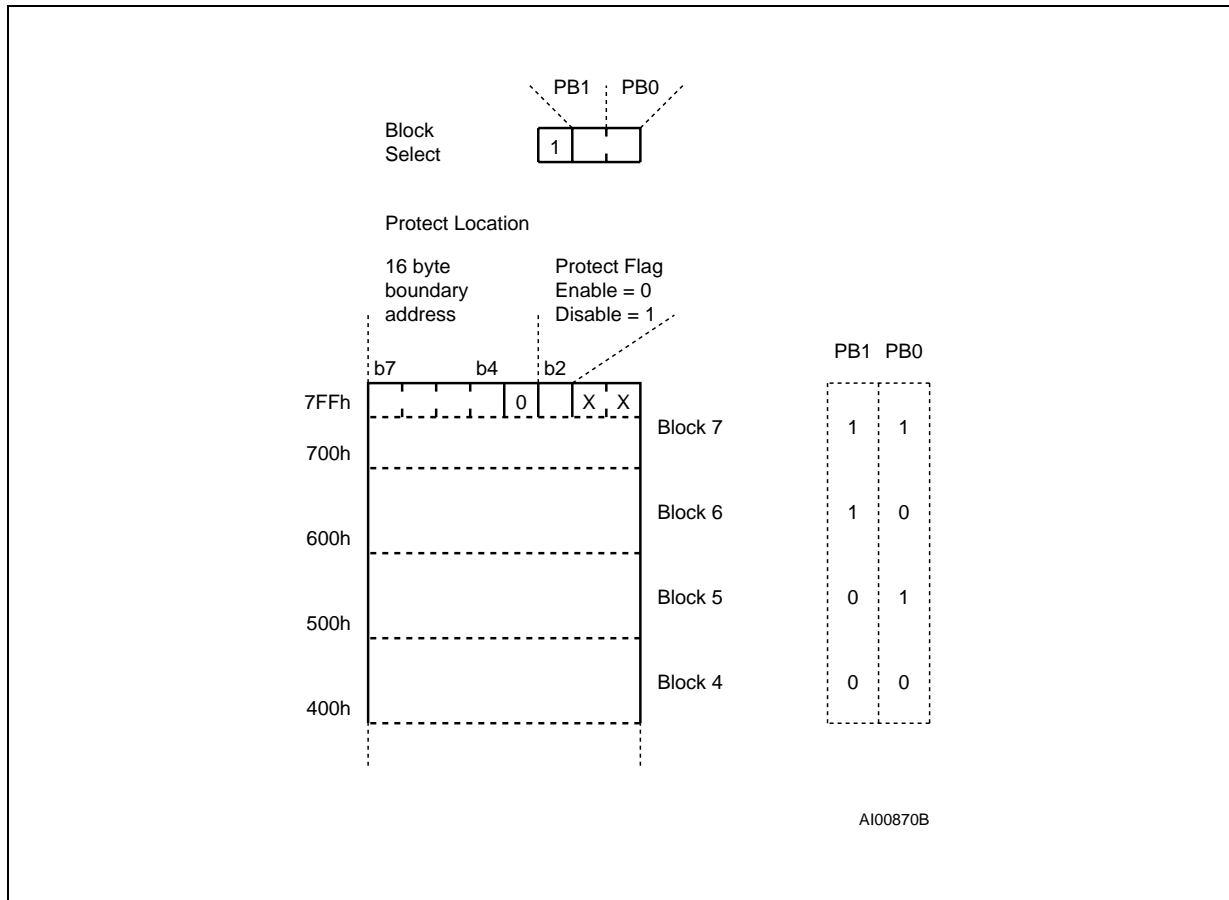 PB1 PB0
Block
Select
1
Protect Location
16 byte
boundary
address
Protect Flag
Enable = 0
Disable = 1
PB1 PB0
b7 b4 b2
7FFh 0 X X
Block 7 1 1
700h
Block 6 1 0
600h
Block 5 0 1
500h
Block 4 0 0
400h
AI00870B